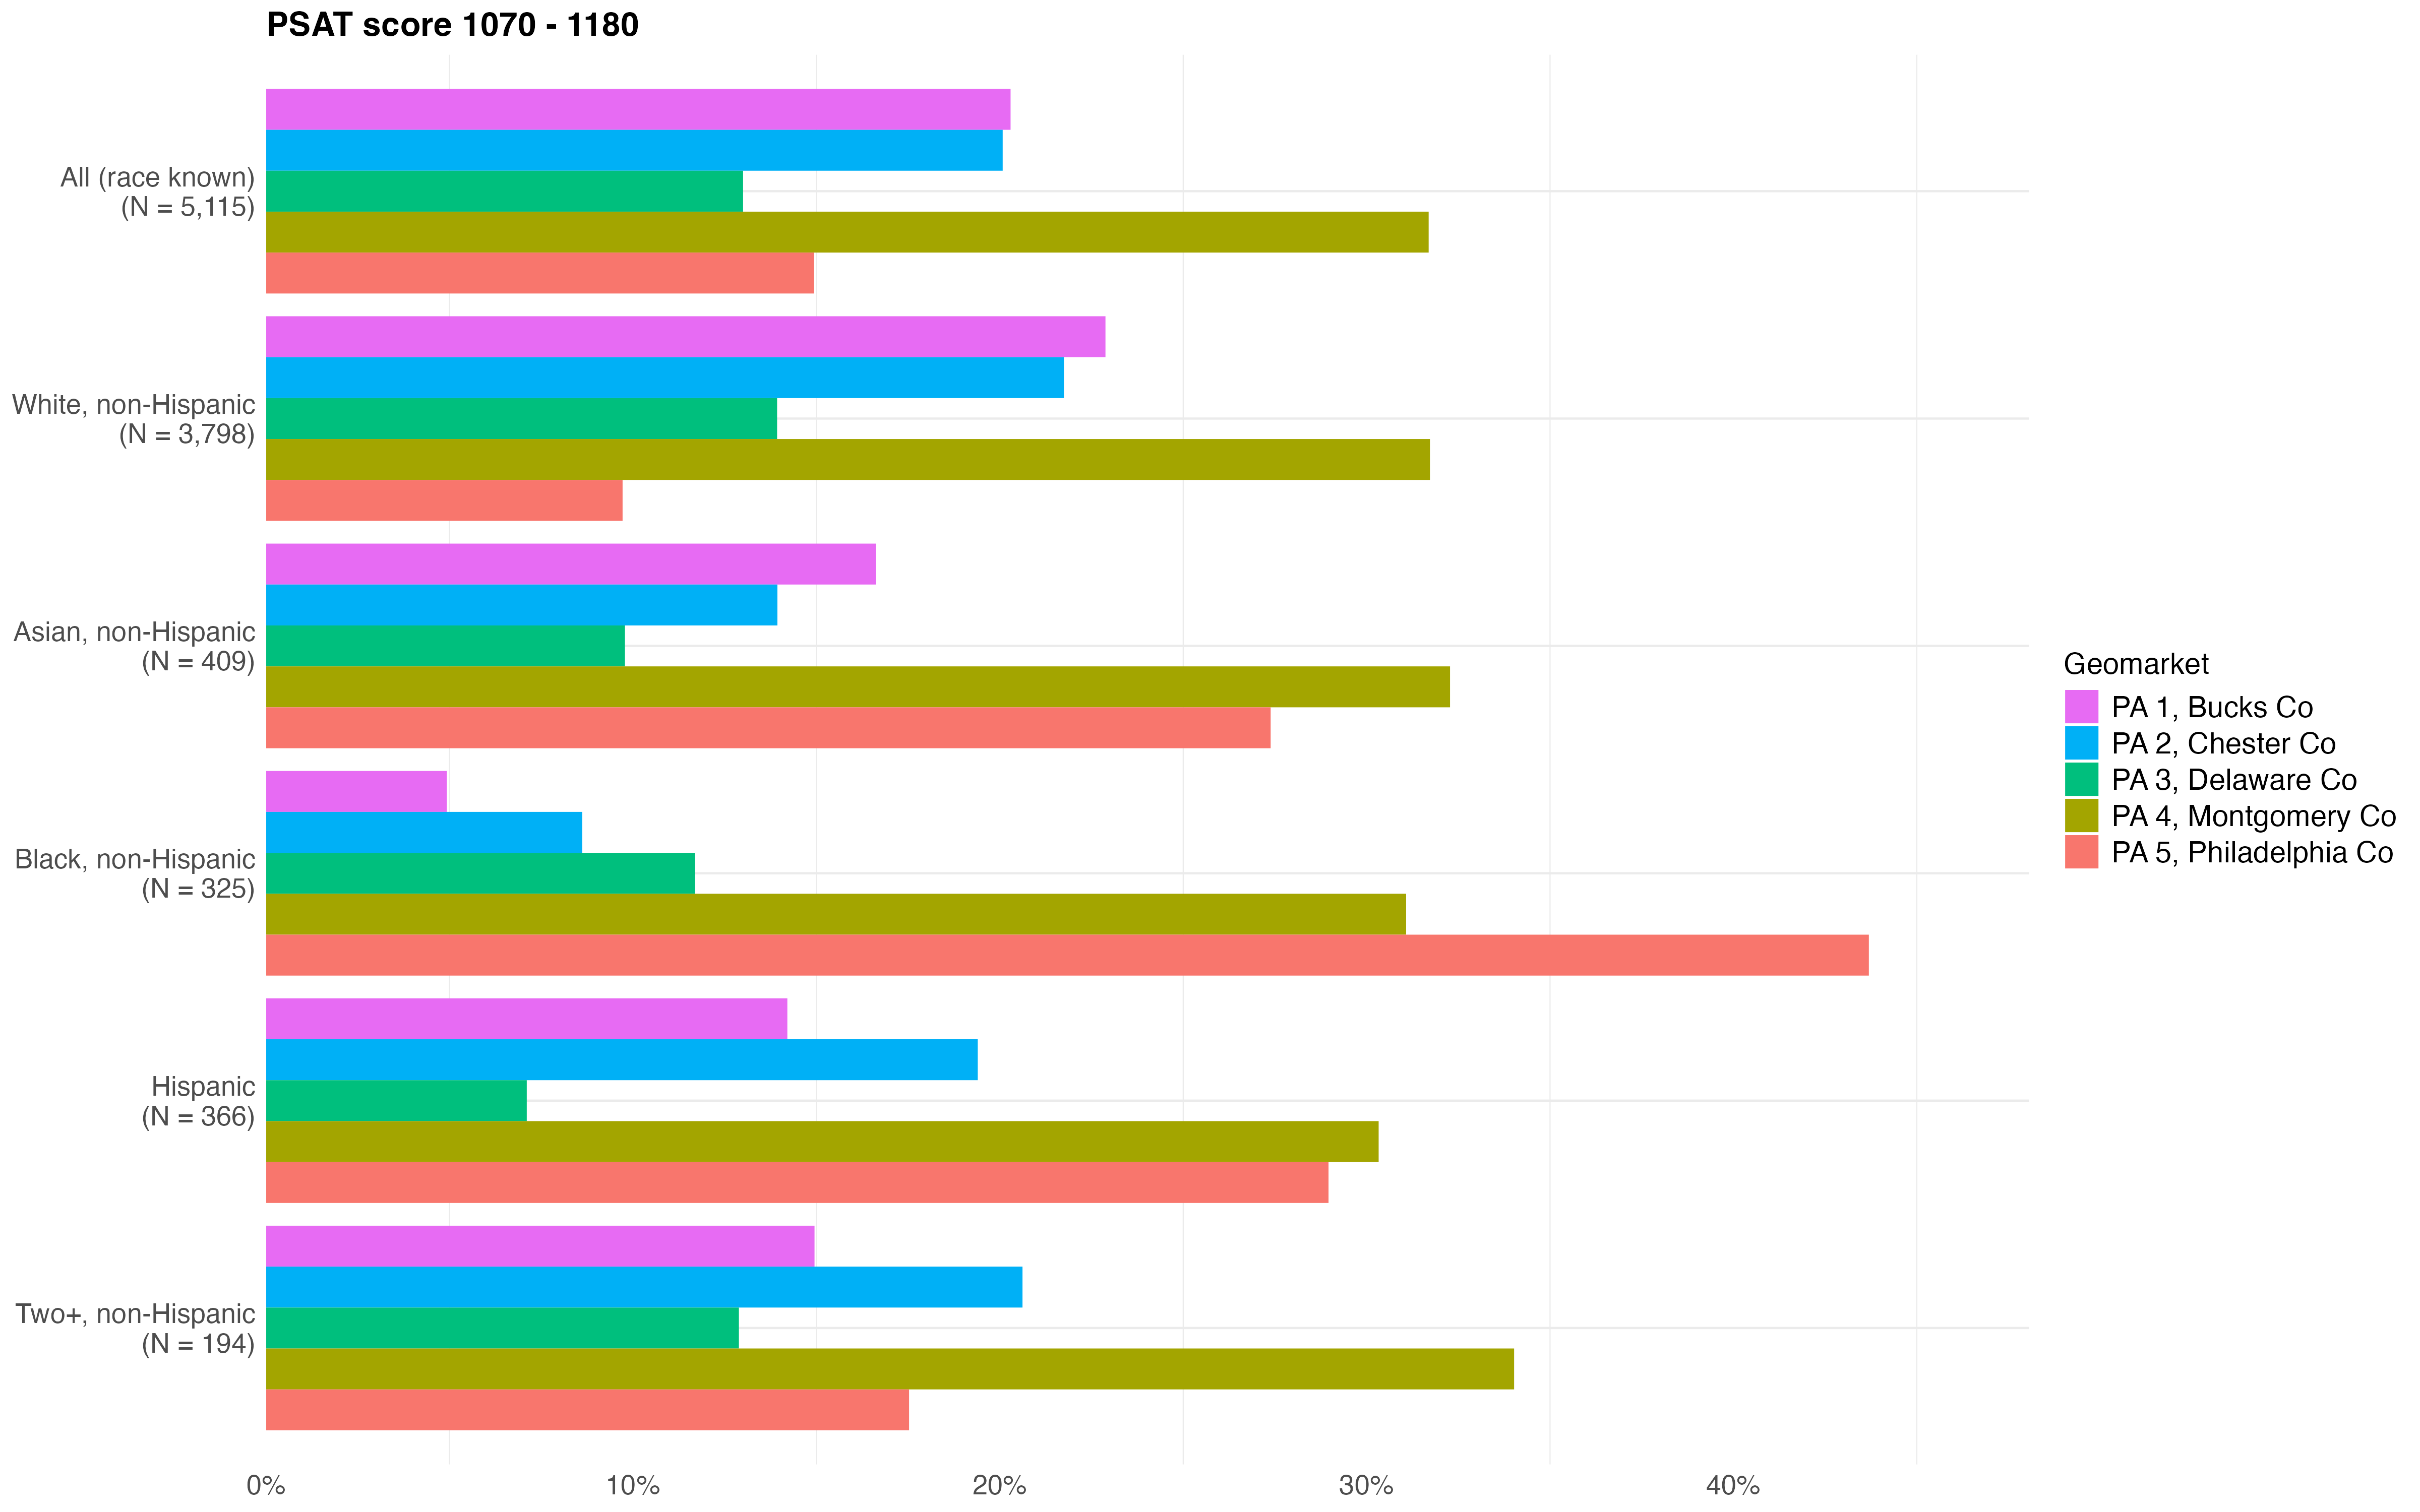 PSAT score 1070 - 1180
All (race known)
(N = 5,115)
White, non-Hispanic
(N = 3,798)
Asian, non-Hispanic
(N = 409)
Black, non-Hispanic
(N = 325)
Hispanic
(N = 366)
Two+, non-Hispanic
(N = 194)
0% 10% 20% 30% 40%
Geomarket
PA 1, Bucks Co
PA 2, Chester Co
PA 3, Delaware Co
PA 4, Montgomery Co
PA 5, Philadelphia Co